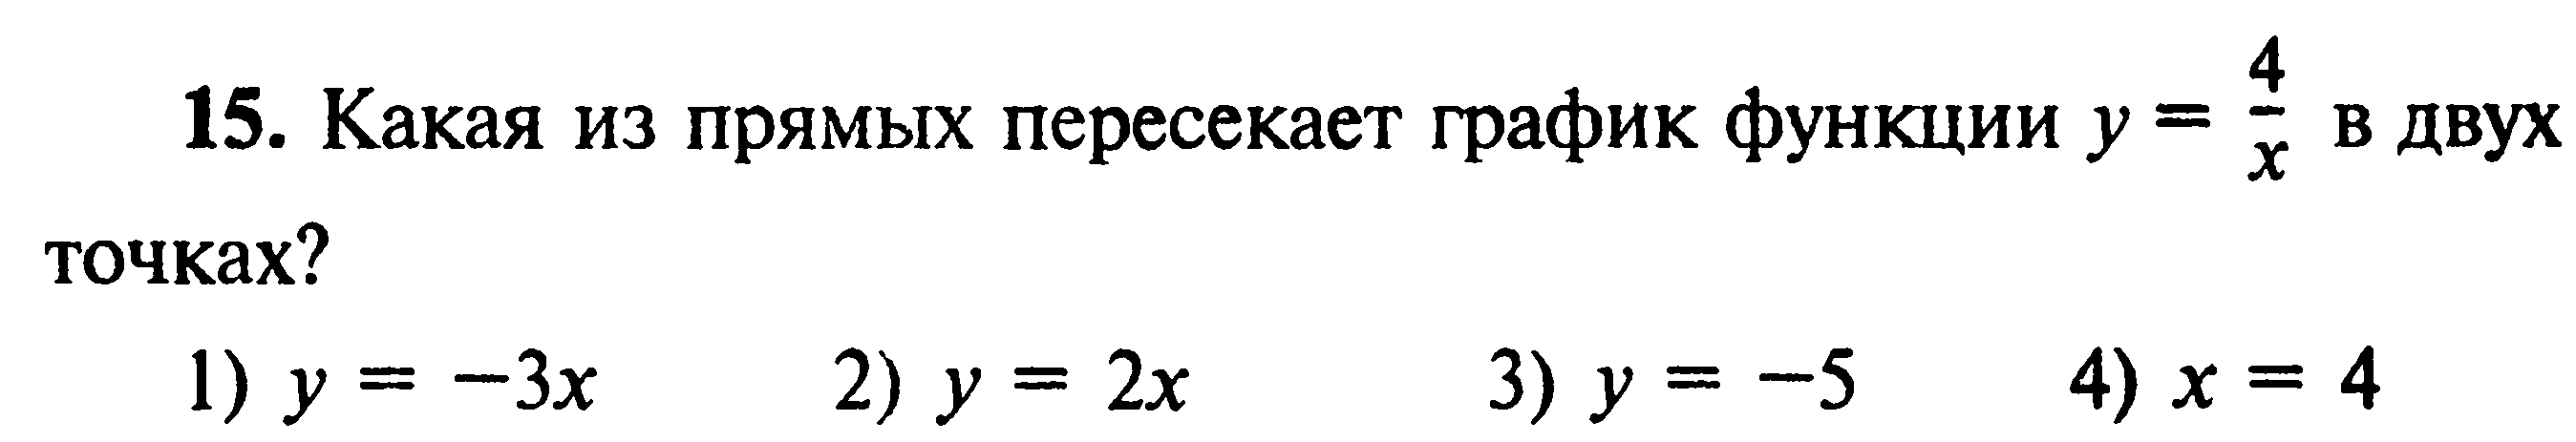 15. Какая из прямых пересекает график функции y = 4/x в двух
точках?
1) y = −3x 2) y = 2x 3) y = −5 4) x = 4